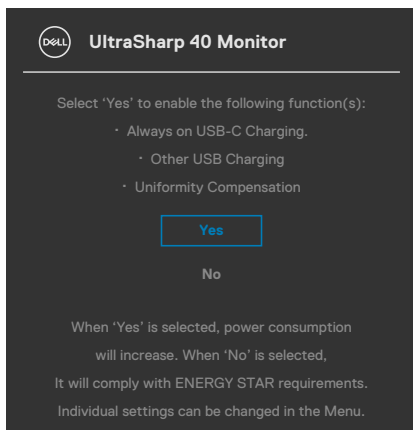 DELL UltraSharp 40 Monitor
Select ‘Yes’ to enable the following function(s):
· Always on USB-C Charging.
· Other USB Charging
· Uniformity Compensation
Yes
No
When ‘Yes’ is selected, power consumption
will increase. When ‘No’ is selected,
It will comply with ENERGY STAR requirements.
Individual settings can be changed in the Menu.